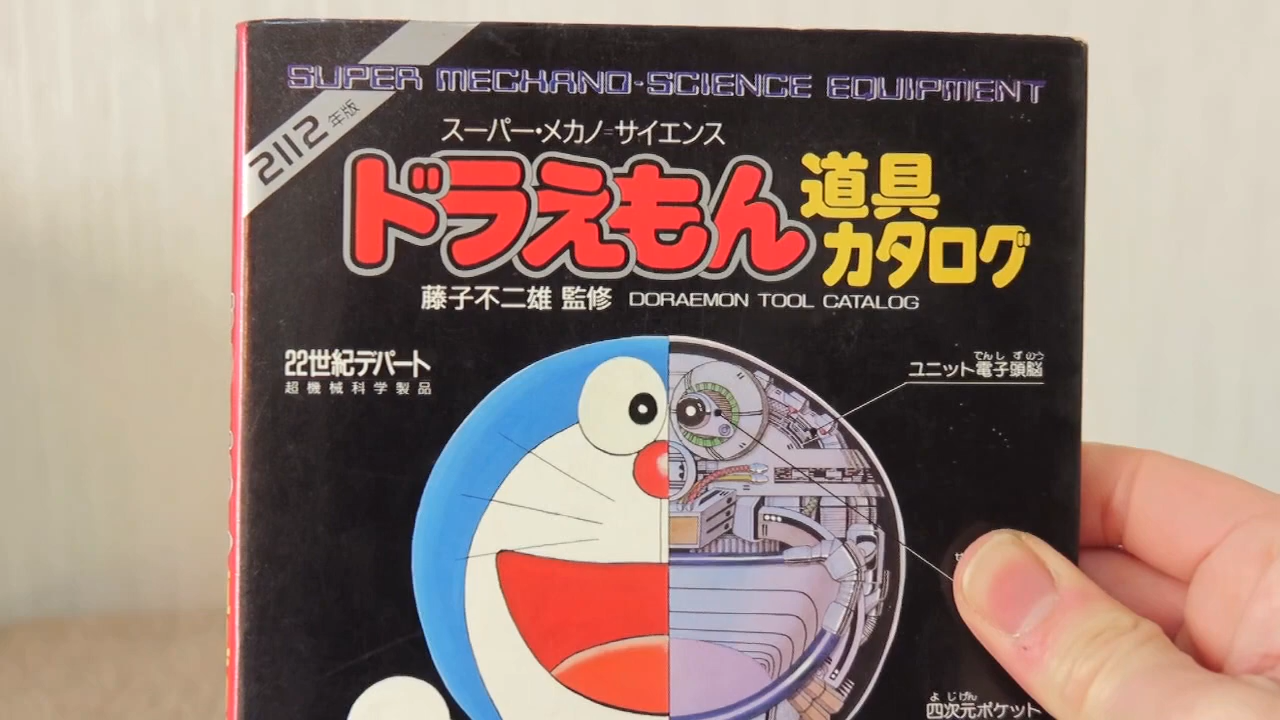 SUPER MECHANO-SCIENCE EQUIPMENT
2112年版
スーパー・メカノ=サイエンス
ドラえもん
道具
カタログ
藤子不二雄 監修 DORAEMON TOOL CATALOG
22世紀デパート
超機械科学製品
でんしずのう
ユニット電子頭脳
よじげん
四次元ポケット